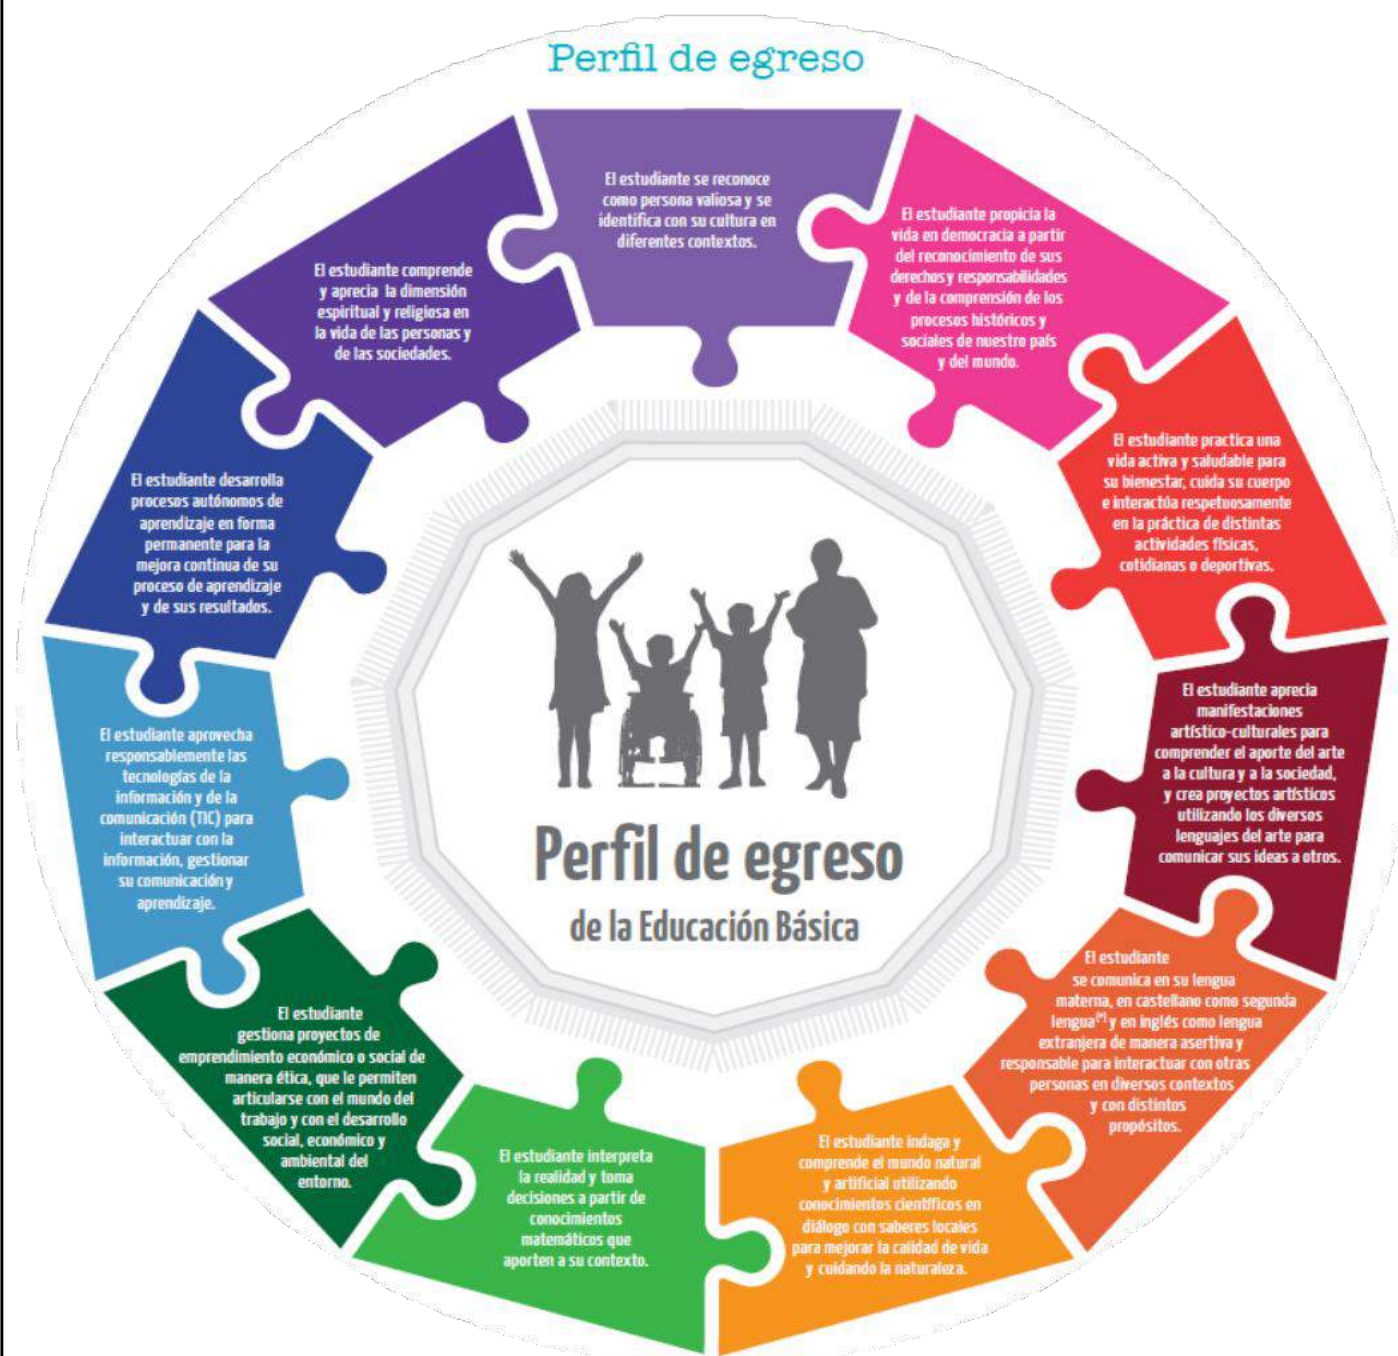 Perfil de egreso
El estudiante se reconoce
como persona valiosa y se
identifica con su cultura en
diferentes contextos.
El estudiante propicia la
vida en democracia a partir
del reconocimiento de sus
derechos y responsabilidades
y de la comprensión de los
procesos históricos y
sociales de nuestro país
y del mundo.
El estudiante practica una
vida activa y saludable para
su bienestar, cuida su cuerpo
e interactúa respetuosamente
en la práctica de distintas
actividades físicas,
cotidianas o deportivas.
El estudiante aprecia
manifestaciones
artístico-culturales para
comprender el aporte del arte
a la cultura y a la sociedad,
y crea proyectos artísticos
utilizando los diversos
lenguajes del arte para
comunicar sus ideas a otros.
El estudiante
se comunica en su lengua
materna, en castellano como segunda
lengua(*) y en inglés como lengua
extranjera de manera asertiva y
responsable para interactuar con otras
personas en diversos contextos
y con distintos
propósitos.
El estudiante indaga y
comprende el mundo natural
y artificial utilizando
conocimientos científicos en
diálogo con saberes locales
para mejorar la calidad de vida
y cuidando la naturaleza.
El estudiante interpreta
la realidad y toma
decisiones a partir de
conocimientos
matemáticos que
aporten a su contexto.
El estudiante
gestiona proyectos de
emprendimiento económico o social de
manera ética, que le permiten
articularse con el mundo del
trabajo y con el desarrollo
social, económico y
ambiental del
entorno.
El estudiante aprovecha
responsablemente las
tecnologías de la
información y de la
comunicación (TIC) para
interactuar con la
información, gestionar
su comunicación y
aprendizaje.
El estudiante desarrolla
procesos autónomos de
aprendizaje en forma
permanente para la
mejora continua de su
proceso de aprendizaje
y de sus resultados.
El estudiante comprende
y aprecia la dimensión
espiritual y religiosa en
la vida de las personas y
de las sociedades.
Perfil de egreso
de la Educación Básica